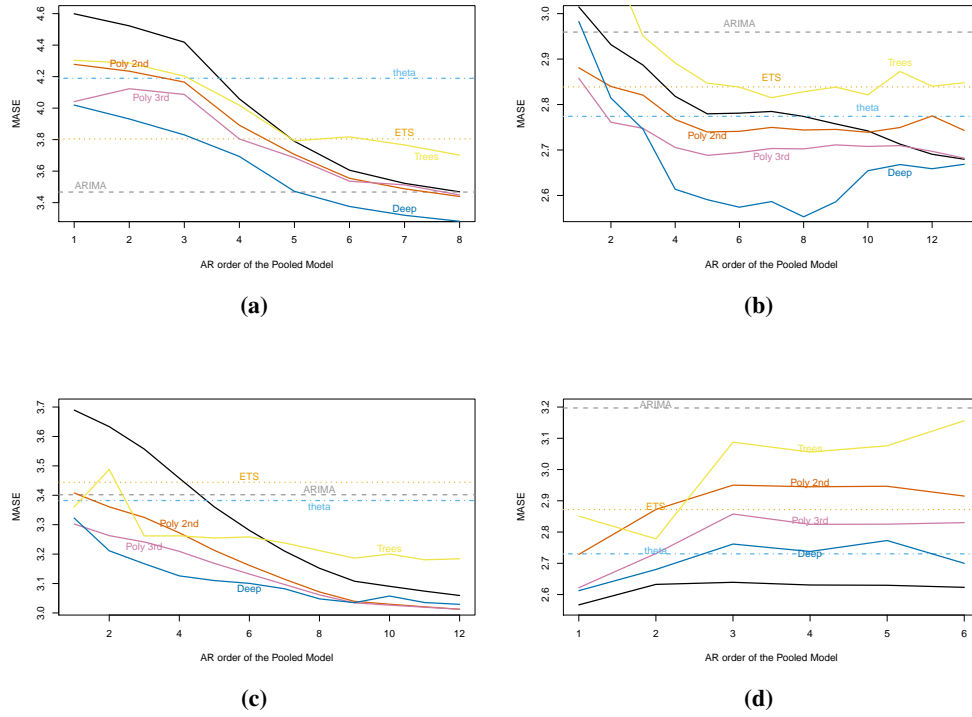 4.6
4.4
4.2
4.0
3.8
3.6
3.4
MASE
Poly 2nd
Poly 3rd
theta
ETS
Trees
ARIMA
Deep
1 2 3 4 5 6 7 8
AR order of the Pooled Model
(a)
3.0
2.9
2.8
2.7
2.6
MASE
ARIMA
Trees
ETS
theta
Poly 2nd
Poly 3rd
Deep
2 4 6 8 10 12
AR order of the Pooled Model
(b)
3.7
3.6
3.5
3.4
3.3
3.2
3.1
3.0
MASE
ETS
ARIMA
theta
Poly 2nd
Poly 3rd
Trees
Deep
2 4 6 8 10 12
AR order of the Pooled Model
(c)
3.2
3.1
3.0
2.9
2.8
2.7
2.6
MASE
ARIMA
Trees
Poly 2nd
ETS
Poly 3rd
theta
Deep
1 2 3 4 5 6
AR order of the Pooled Model
(d)